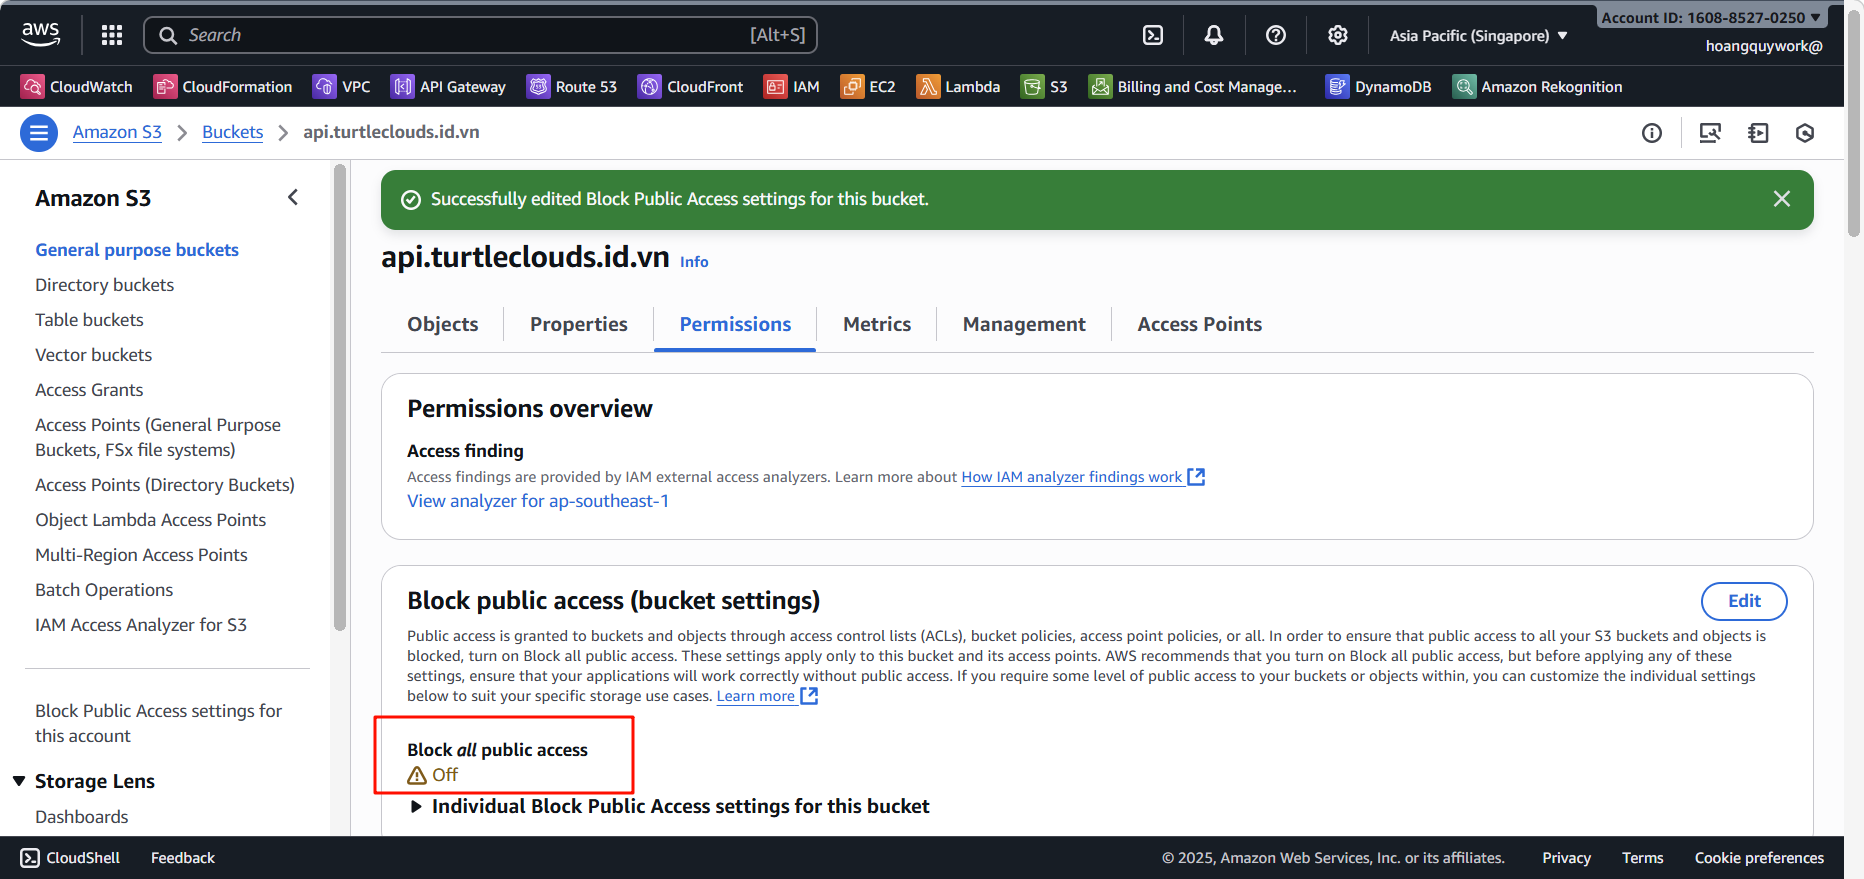 aws
Search
[Alt+S]
Asia Pacific (Singapore)
Account ID: 1608-8527-0250
hoangquywork@
CloudWatch
CloudFormation
VPC
API Gateway
Route 53
CloudFront
IAM
EC2
Lambda
S3
Billing and Cost Manage...
DynamoDB
Amazon Rekognition
Amazon S3
Buckets
api.turtleclouds.id.vn
Amazon S3
General purpose buckets
Directory buckets
Table buckets
Vector buckets
Access Grants
Access Points (General Purpose
Buckets, FSx file systems)
Access Points (Directory Buckets)
Object Lambda Access Points
Multi-Region Access Points
Batch Operations
IAM Access Analyzer for S3
Block Public Access settings for
this account
Storage Lens
Dashboards
Successfully edited Block Public Access settings for this bucket.
api.turtleclouds.id.vn Info
Objects
Properties
Permissions
Metrics
Management
Access Points
Permissions overview
Access finding
Access findings are provided by IAM external access analyzers. Learn more about How IAM analyzer findings work
View analyzer for ap-southeast-1
Block public access (bucket settings)
Edit
Public access is granted to buckets and objects through access control lists (ACLs), bucket policies, access point policies, or all. In order to ensure that public access to all your S3 buckets and objects is
blocked, turn on Block all public access. These settings apply only to this bucket and its access points. AWS recommends that you turn on Block all public access, but before applying any of these
settings, ensure that your applications will work correctly without public access. If you require some level of public access to your buckets or objects within, you can customize the individual settings
below to suit your specific storage use cases. Learn more
Block all public access
Off
Individual Block Public Access settings for this bucket
CloudShell
Feedback
© 2025, Amazon Web Services, Inc. or its affiliates.
Privacy
Terms
Cookie preferences